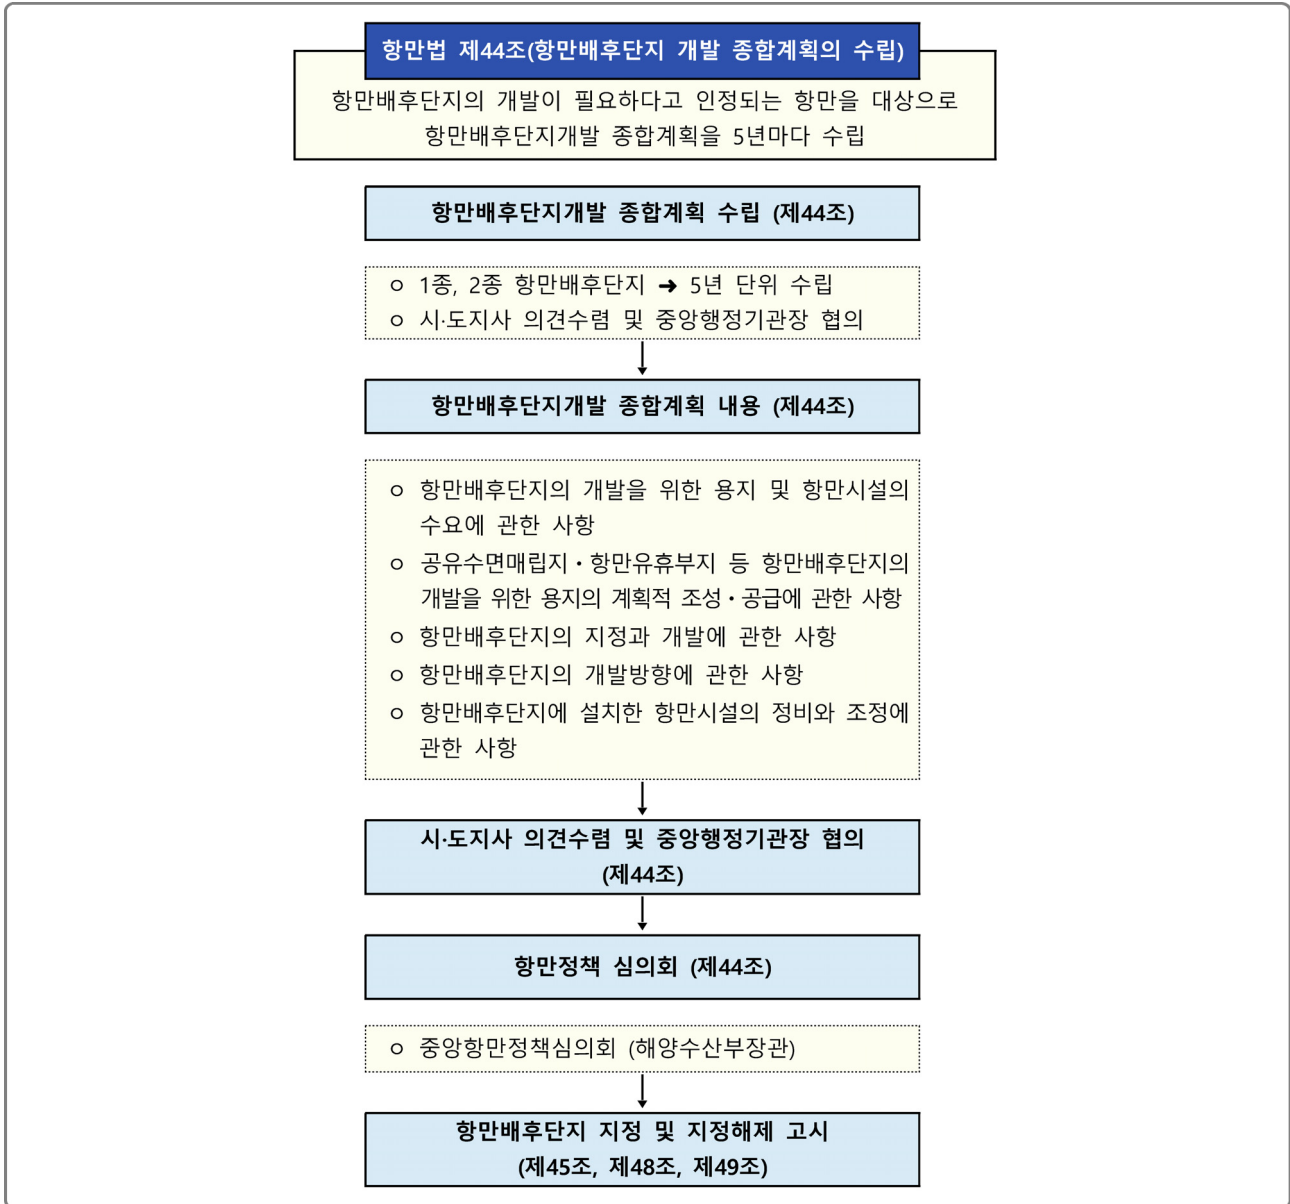 항만법 제44조(항만배후단지 개발 종합계획의 수립)
항만배후단지의 개발이 필요하다고 인정되는 항만을 대상으로
항만배후단지개발 종합계획을 5년마다 수립
항만배후단지개발 종합계획 수립 (제44조)
ㅇ 1종, 2종 항만배후단지 ➜ 5년 단위 수립
ㅇ 시·도지사 의견수렴 및 중앙행정기관장 협의
항만배후단지개발 종합계획 내용 (제44조)
ㅇ 항만배후단지의 개발을 위한 용지 및 항만시설의
수요에 관한 사항
ㅇ 공유수면매립지·항만유휴부지 등 항만배후단지의
개발을 위한 용지의 계획적 조성·공급에 관한 사항
ㅇ 항만배후단지의 지정과 개발에 관한 사항
ㅇ 항만배후단지의 개발방향에 관한 사항
ㅇ 항만배후단지에 설치한 항만시설의 정비와 조정에
관한 사항
시·도지사 의견수렴 및 중앙행정기관장 협의
(제44조)
항만정책 심의회 (제44조)
ㅇ 중앙항만정책심의회 (해양수산부장관)
항만배후단지 지정 및 지정해제 고시
(제45조, 제48조, 제49조)